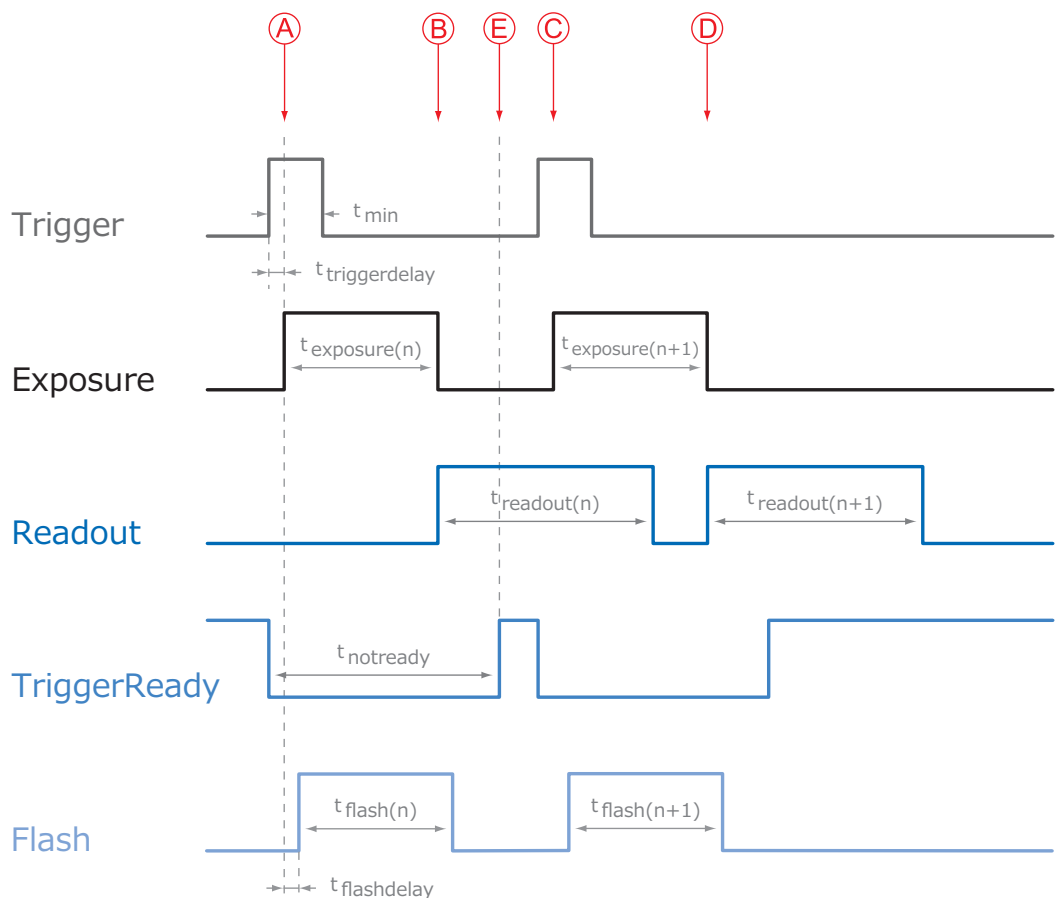 A B E C D
Trigger
t min
t triggerdelay
Exposure
t exposure(n)
t exposure(n+1)
Readout
t readout(n)
t readout(n+1)
TriggerReady
t notready
Flash
t flash(n)
t flash(n+1)
t flashdelay